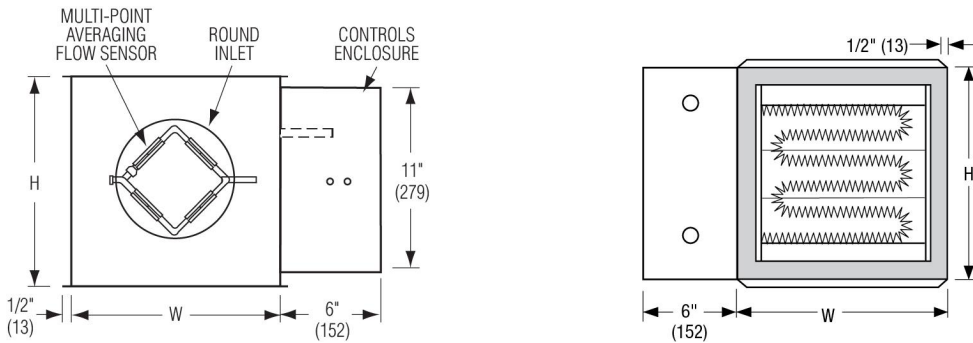 MULTI-POINT
AVERAGING
FLOW SENSOR
ROUND
INLET
CONTROLS
ENCLOSURE
H
11"
(279)
1/2"
(13)
W
6"
(152)
1/2" (13)
H
6"
(152)
W